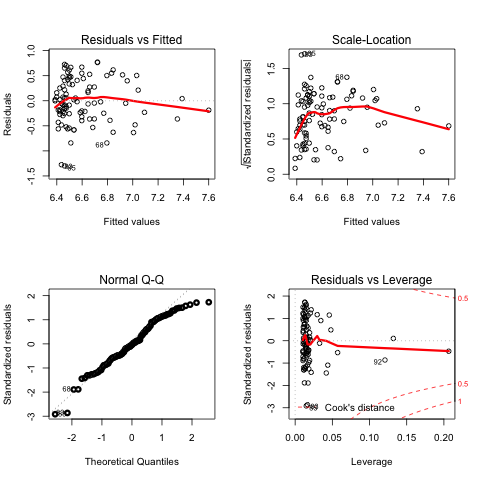 Residuals vs Fitted
Residuals
1.0
0.5
0.0
-0.5
-1.5
68
6.4 6.6 6.8 7.0 7.2 7.4 7.6
Fitted values
Scale-Location
√|Standardized residuals|
1.5
1.0
0.5
0.0
68
6.4 6.6 6.8 7.0 7.2 7.4 7.6
Fitted values
Normal Q-Q
Standardized residuals
2
1
0
-1
-2
-3
68
-2 -1 0 1 2
Theoretical Quantiles
Residuals vs Leverage
Standardized residuals
2
1
0
-1
-2
-3
0.5
92
0.5
1
Cook's distance
0.00 0.05 0.10 0.15 0.20
Leverage